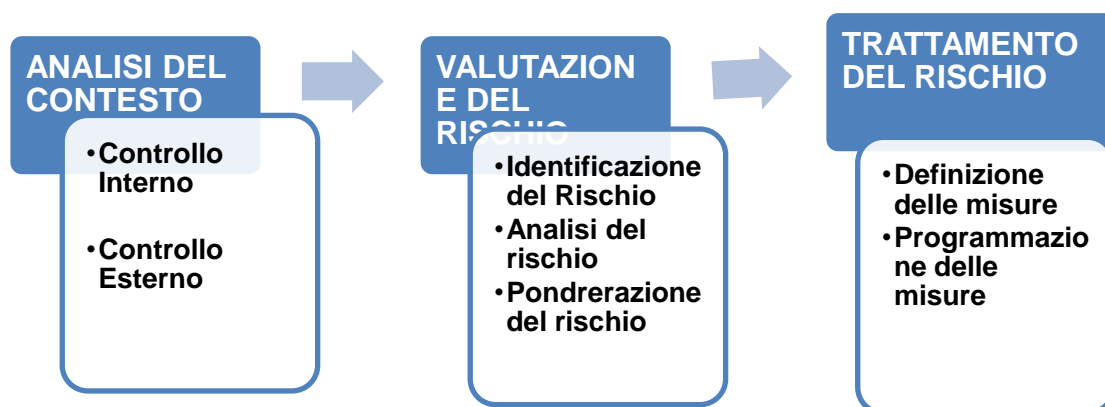 ANALISI DEL
CONTESTO
•Controllo
Interno
•Controllo
Esterno
VALUTAZION
E DEL
RISCHIO
•Identificazione
del Rischio
•Analisi del
rischio
•Pondrerazione
del rischio
TRATTAMENTO
DEL RISCHIO
•Definizione
delle misure
•Programmazio
ne delle
misure